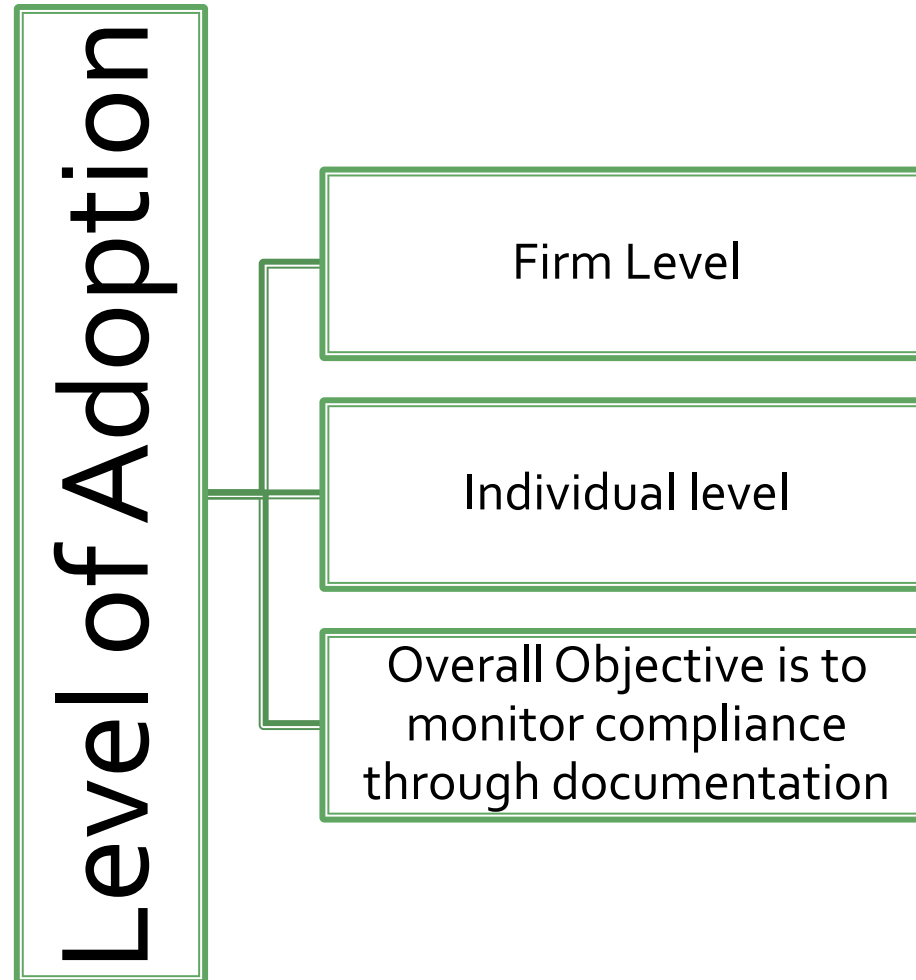 Level of Adoption
Firm Level
Individual level
Overall Objective is to
monitor compliance
through documentation